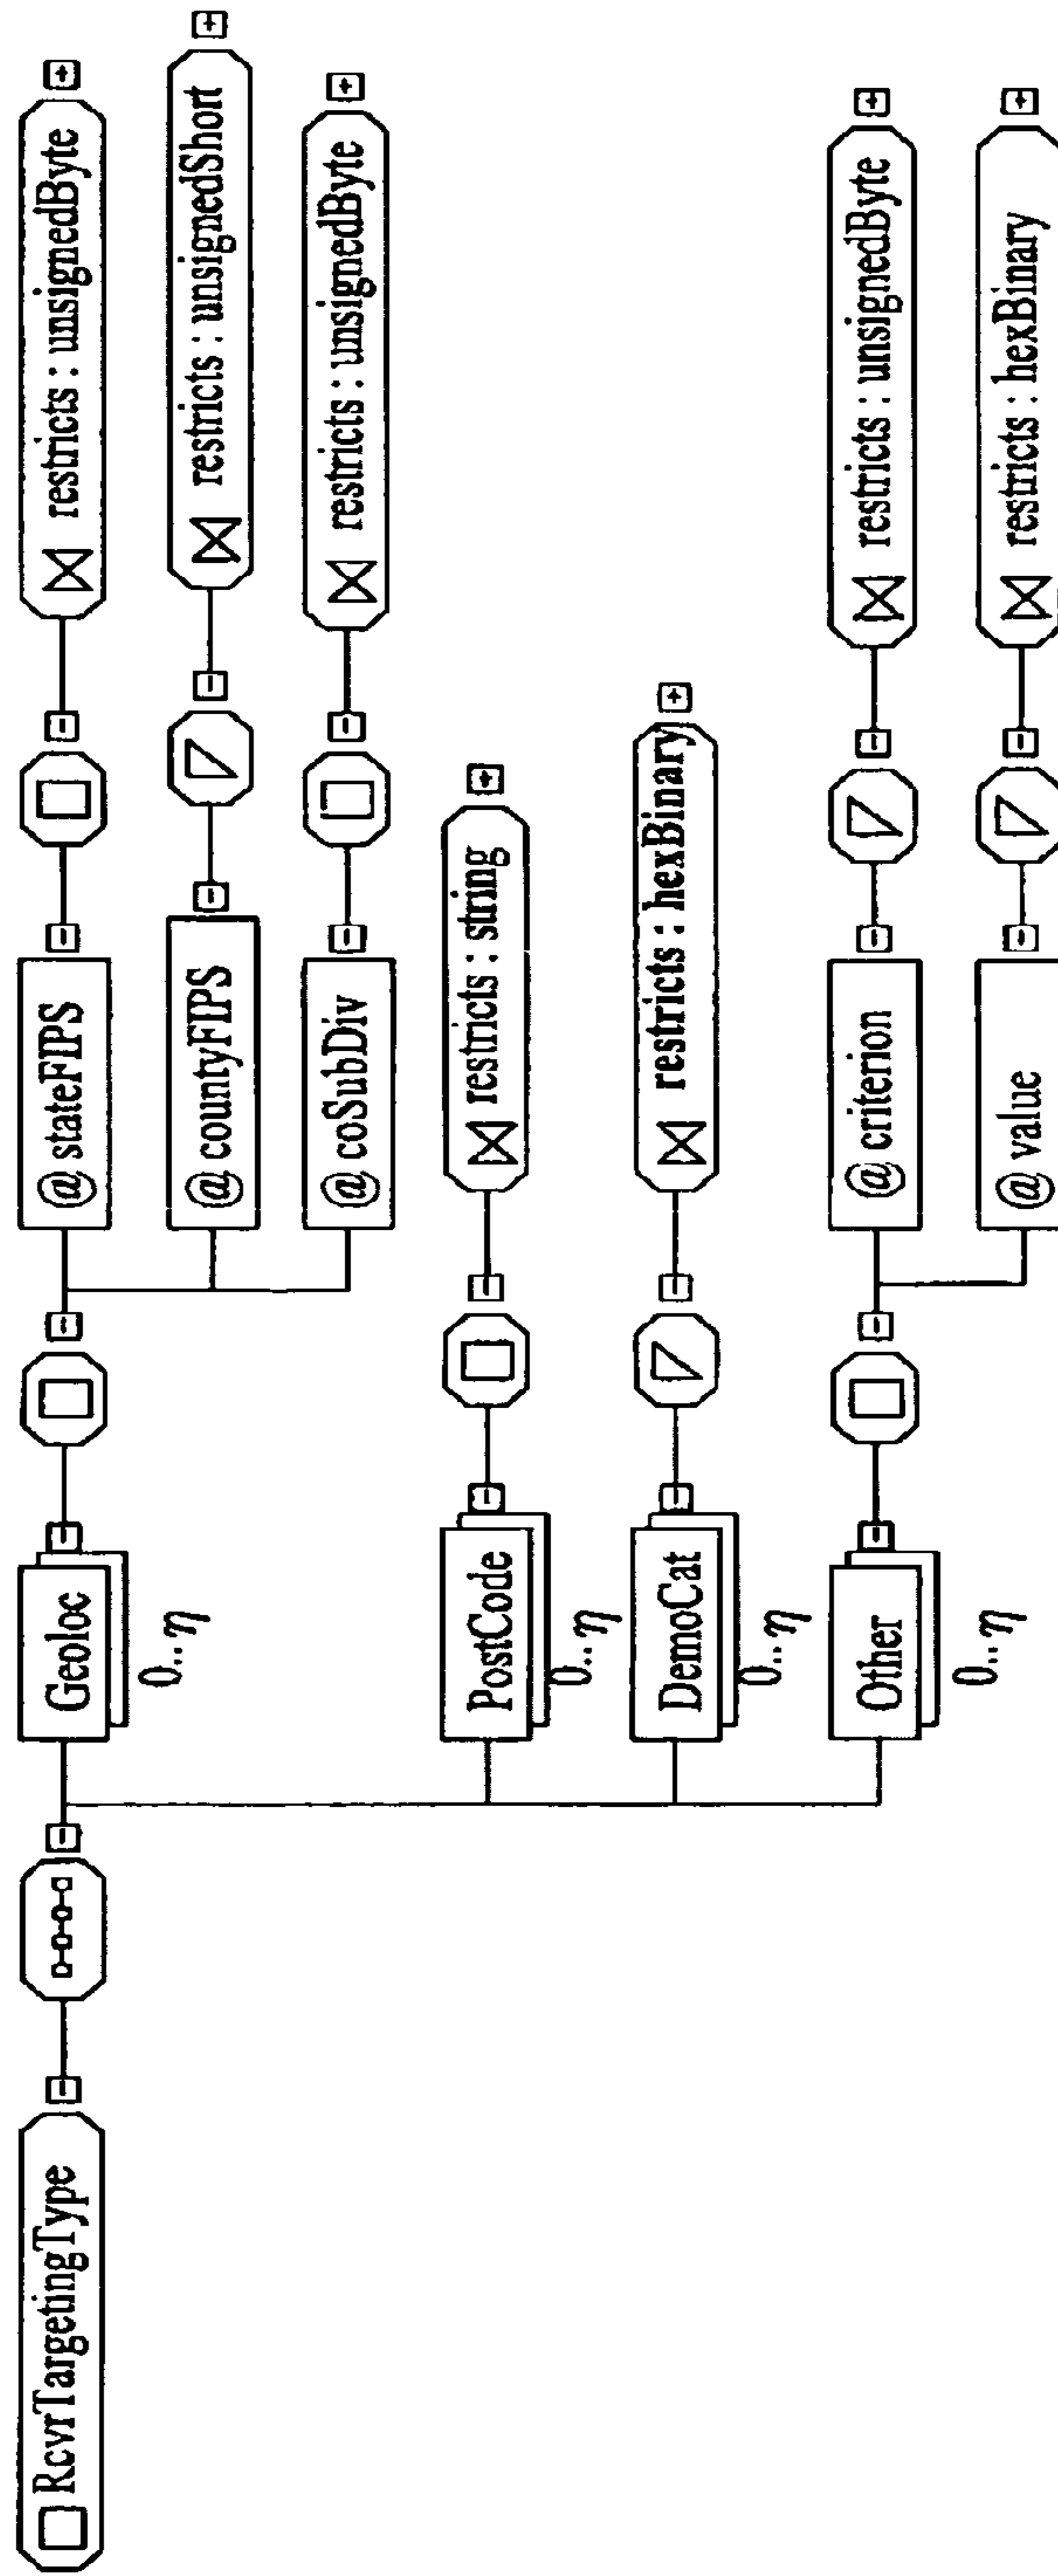 RcvrTargetingType
Geoloc
0..η
@ stateFIPS
restricts : unsignedByte
@ countyFIPS
restricts : unsignedShort
@ coSubDiv
restricts : unsignedByte
PostCode
0..η
restricts : string
DemoCat
0..η
restricts : hexBinary
Other
0..η
@ criterion
restricts : unsignedByte
@ value
restricts : hexBinary